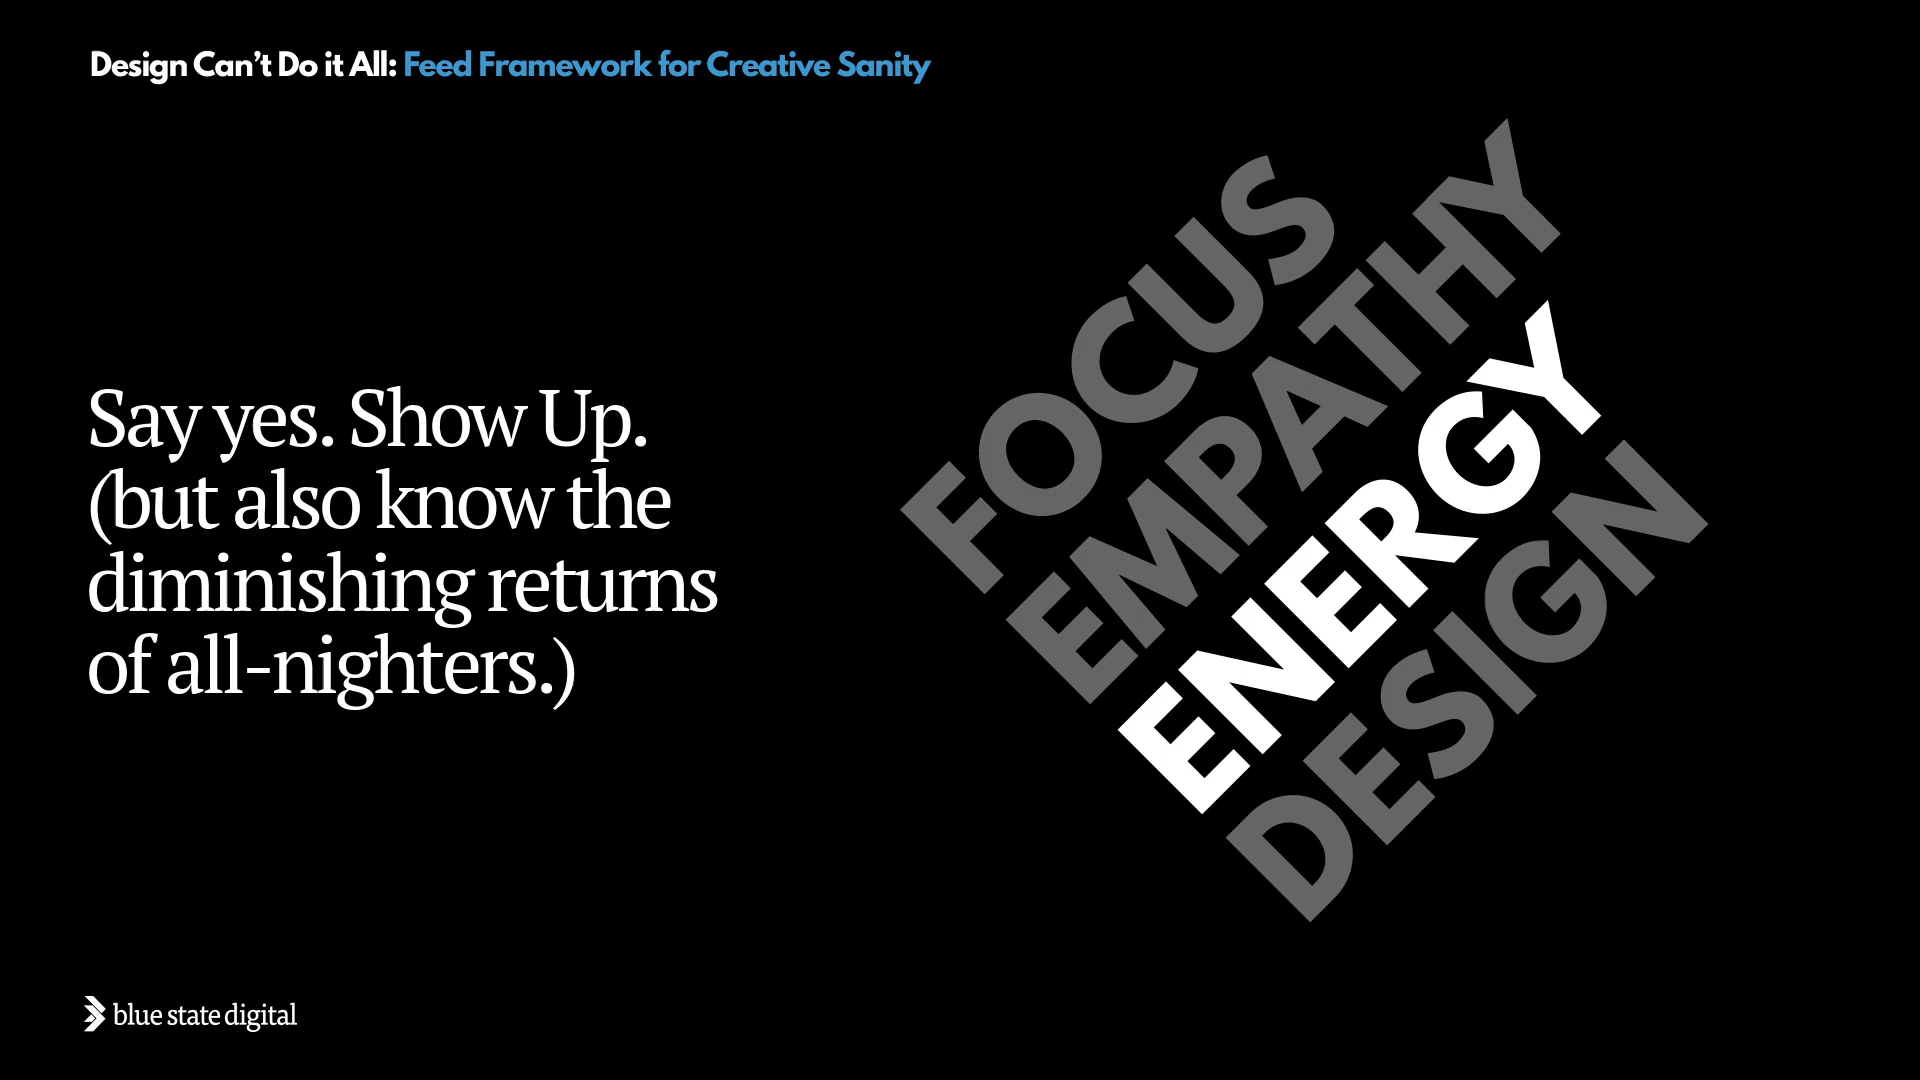 Design Can’t Do it All: Feed Framework for Creative Sanity
Say yes. Show Up.
(but also know the
diminishing returns
of all-nighters.)
FOCUS
EMPATHY
ENERGY
DESIGN
blue state digital